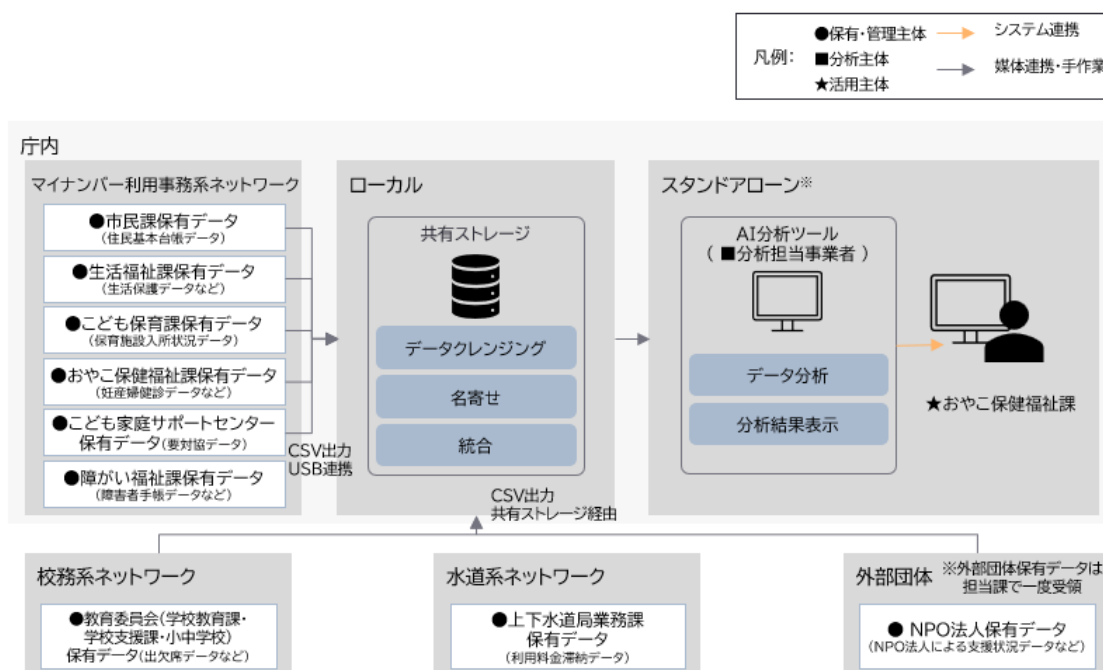 凡例:
●保有・管理主体
■分析主体
★活用主体
システム連携
媒体連携・手作業
庁内
マイナンバー利用事務系ネットワーク
●市民課保有データ
(住民基本台帳データ)
●生活福祉課保有データ
(生活保護データなど)
●こども保育課保有データ
(保育施設入所状況データ)
●おやこ保健福祉課保有データ
(妊産婦健診データなど)
●こども家庭サポートセンター
保有データ(要対協データ)
●障がい福祉課保有データ
(障害者手帳データなど)
CSV出力
USB連携
ローカル
共有ストレージ
データクレンジング
名寄せ
統合
CSV出力
共有ストレージ経由
スタンドアローン※
AI分析ツール
( ■分析担当事業者 )
データ分析
分析結果表示
★おやこ保健福祉課
校務系ネットワーク
●教育委員会(学校教育課・
学校支援課・小中学校)
保有データ(出欠席データなど)
水道系ネットワーク
●上下水道局業務課
保有データ
(利用料金滞納データ)
外部団体
※外部団体保有データは
担当課で一度受領
● NPO法人保有データ
(NPO法人による支援状況データなど)